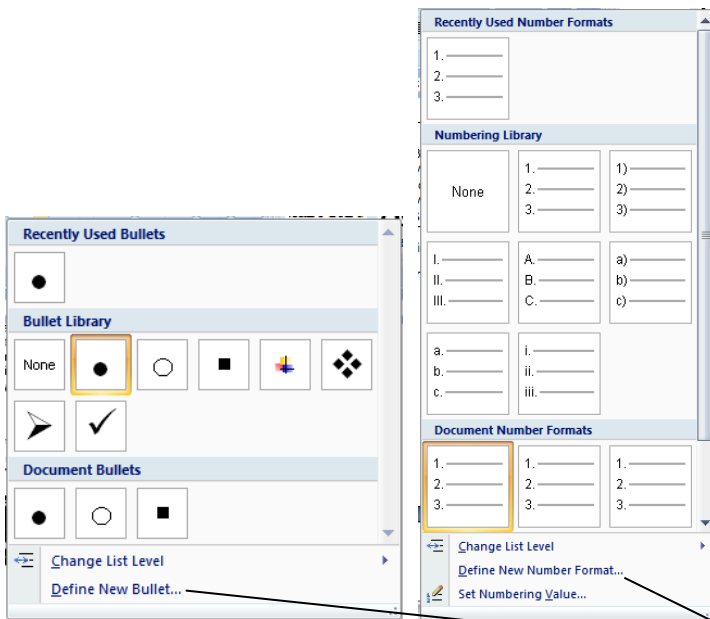 Recently Used Bullets
Bullet Library
None
Document Bullets
Change List Level
Define New Bullet...
Recently Used Number Formats
1.
2.
3.
Numbering Library
None
1.
2.
3.
1)
2)
3)
I.
II.
III.
A.
B.
C.
a)
b)
c)
a.
b.
c.
i.
ii.
iii.
Document Number Formats
1.
2.
3.
1.
2.
3.
1.
2.
3.
Change List Level
Define New Number Format...
Set Numbering Value...